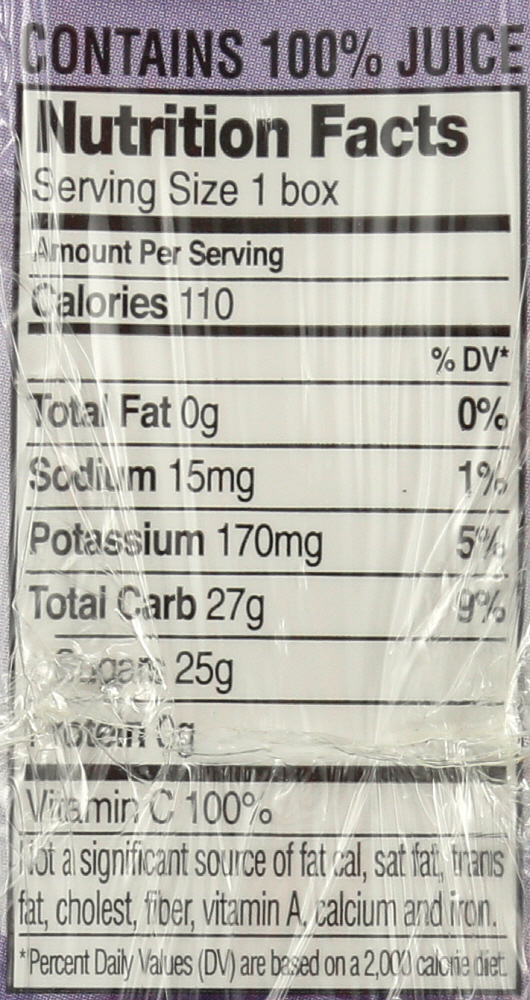 CONTAINS 100% JUICE
Nutrition Facts
Serving Size 1 box
Amount Per Serving
Calories 110
% DV*
Total Fat 0g 0%
Sodium 15mg 1%
Potassium 170mg 5%
Total Carb 27g 9%
Sugars 25g
Protein 0g
Vitamin C 100%
Not a significant source of fat cal, sat fat, trans
fat, cholest, fiber, vitamin A, calcium and iron.
*Percent Daily Values (DV) are based on a 2,000 calorie diet.